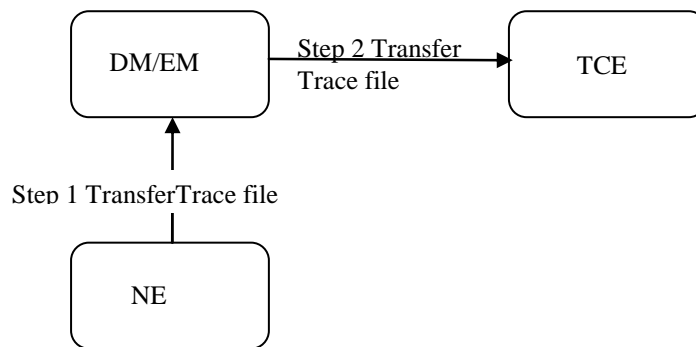 DM/EM
Step 2 Transfer
Trace file
TCE
Step 1 TransferTrace file
NE